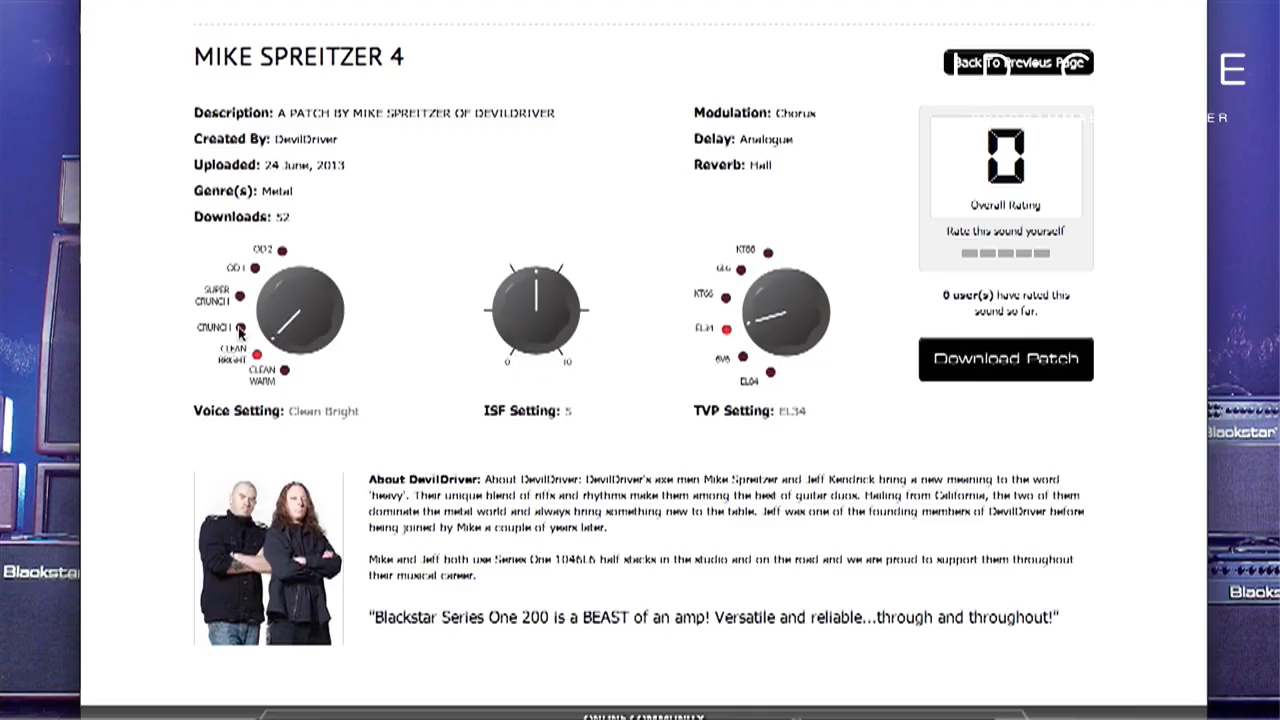 MIKE SPREITZER 4
Back To Previous Page
E
ER
Description: A PATCH BY MIKE SPREITZER OF DEVILDRIVER
Created By: DevilDriver
Uploaded: 24 June, 2013
Genre(s): Metal
Downloads: 52
Modulation: Chorus
Delay: Analogue
Reverb: Hall
0
Overall Rating
Rate this sound yourself
0 user(s) have rated this
sound so far.
Download Patch
OD 2
OD 1
SUPER
CRUNCH
CRUNCH
CLEAN
BRIGHT
CLEAN
WARM
Voice Setting: Clean Bright
0
10
ISF Setting: 5
KT88
KT66
EL34
6V6
EL84
TVP Setting: EL34
About DevilDriver: About DevilDriver: DevilDriver's axe men Mike Spreitzer and Jeff Kendrick bring a new meaning to the word
'heavy'. Their unique blend of riffs and rhythms make them among the best of guitar duos. Hailing from California, the two of them
dominate the metal world and always bring something new to the table. Jeff was one of the founding members of DevilDriver before
being joined by Mike a couple of years later.
Mike and Jeff both use Series One 1046L6 half stacks in the studio and on the road and we are proud to support them throughout
their musical career.
"Blackstar Series One 200 is a BEAST of an amp! Versatile and reliable...through and throughout!"
Blackstar
Blacksta
Blacks
ONLINE COMMUNITY